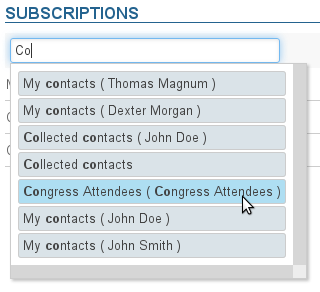 SUBSCRIPTIONS
Co
My contacts ( Thomas Magnum )
My contacts ( Dexter Morgan )
Collected contacts ( John Doe )
Collected contacts
Congress Attendees ( Congress Attendees )
My contacts ( John Doe )
My contacts ( John Smith )